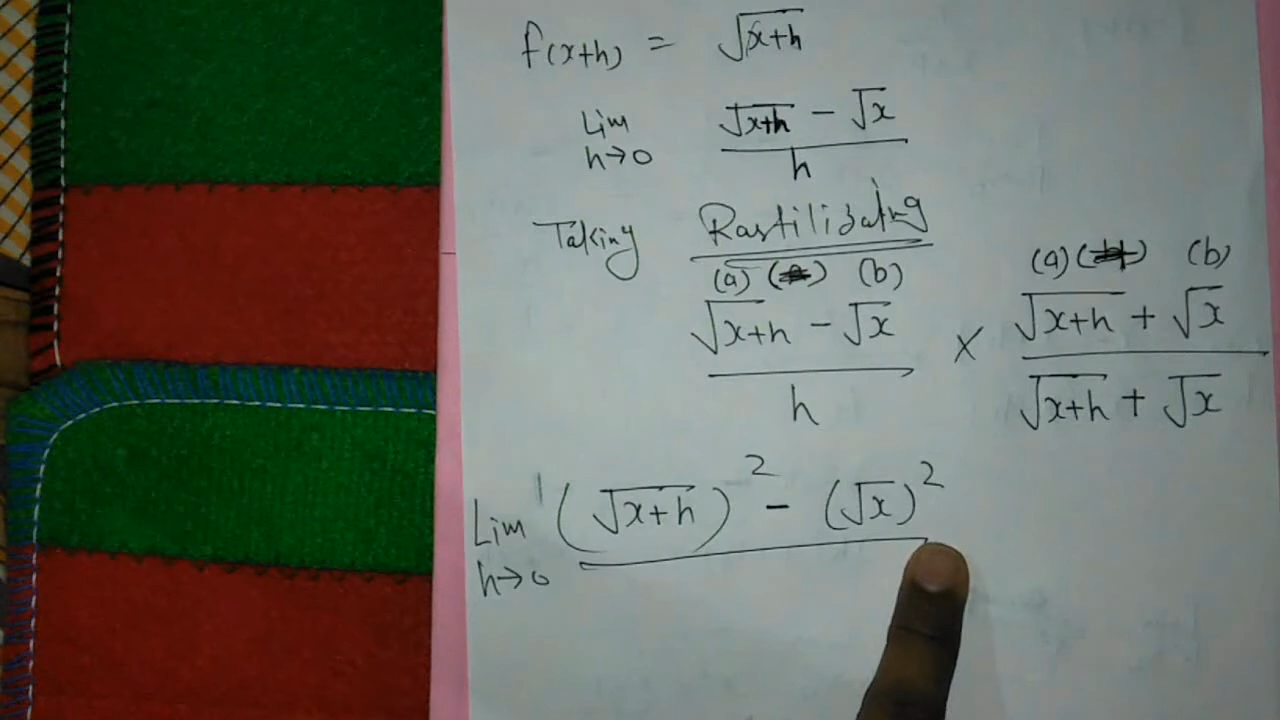 f(x+h) = √x+h
Lim h→0 √x+h − √x / h
Taking Rastilizating
(a) (b) (a) (b)
√x+h − √x / h × √x+h + √x / √x+h + √x
Lim h→0 (√x+h)² − (√x)²